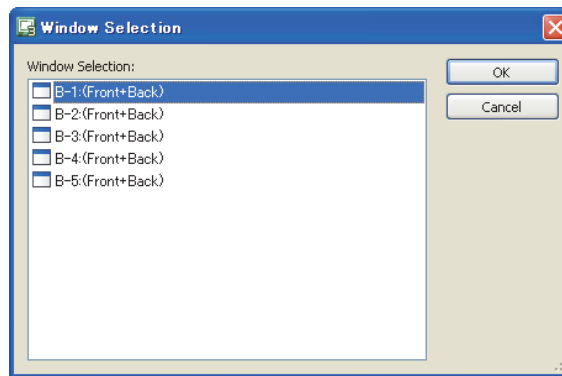 Window Selection
Window Selection:
OK
B-1:(Front+Back)
B-2:(Front+Back)
Cancel
B-3:(Front+Back)
B-4:(Front+Back)
B-5:(Front+Back)